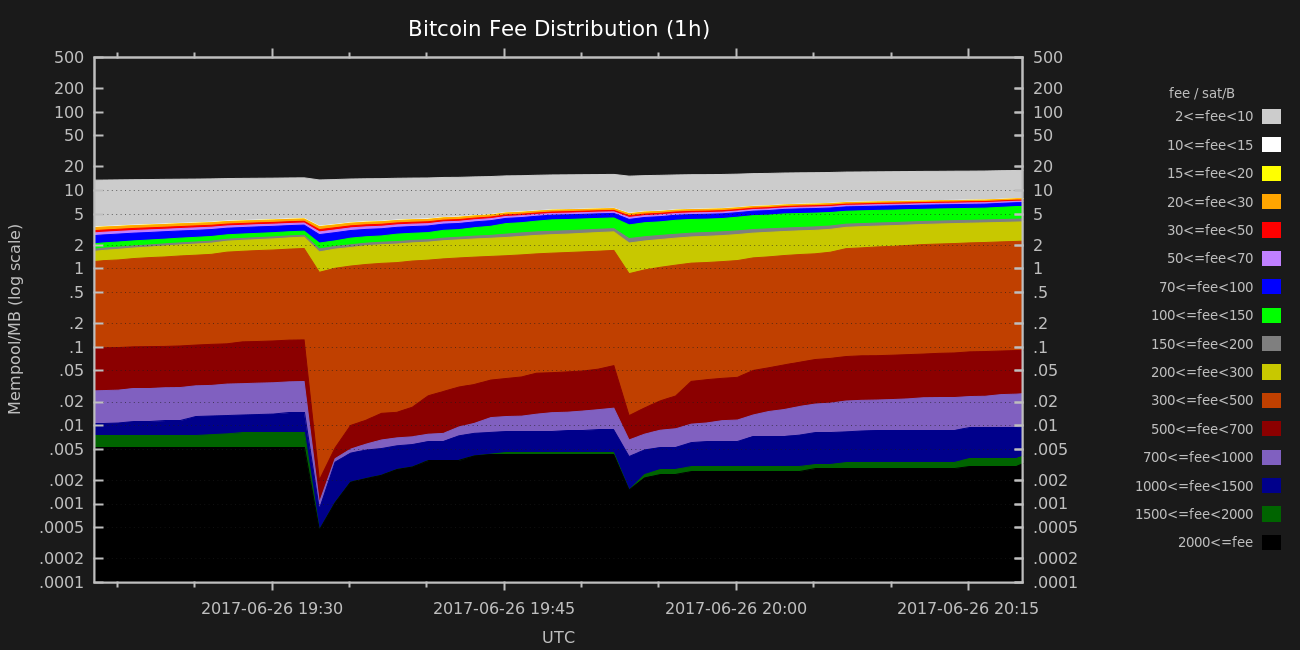 Bitcoin Fee Distribution (1h)
500
200
100
50
20
10
5
2
1
.5
.2
.1
.05
.02
.01
.005
.002
.001
.0005
.0002
.0001
Mempool/MB (log scale)
500
200
100
50
20
10
5
2
1
.5
.2
.1
.05
.02
.01
.005
.002
.001
.0005
.0002
.0001
2017-06-26 19:30
2017-06-26 19:45
2017-06-26 20:00
2017-06-26 20:15
UTC
fee / sat/B
2<=fee<10
10<=fee<15
15<=fee<20
20<=fee<30
30<=fee<50
50<=fee<70
70<=fee<100
100<=fee<150
150<=fee<200
200<=fee<300
300<=fee<500
500<=fee<700
700<=fee<1000
1000<=fee<1500
1500<=fee<2000
2000<=fee